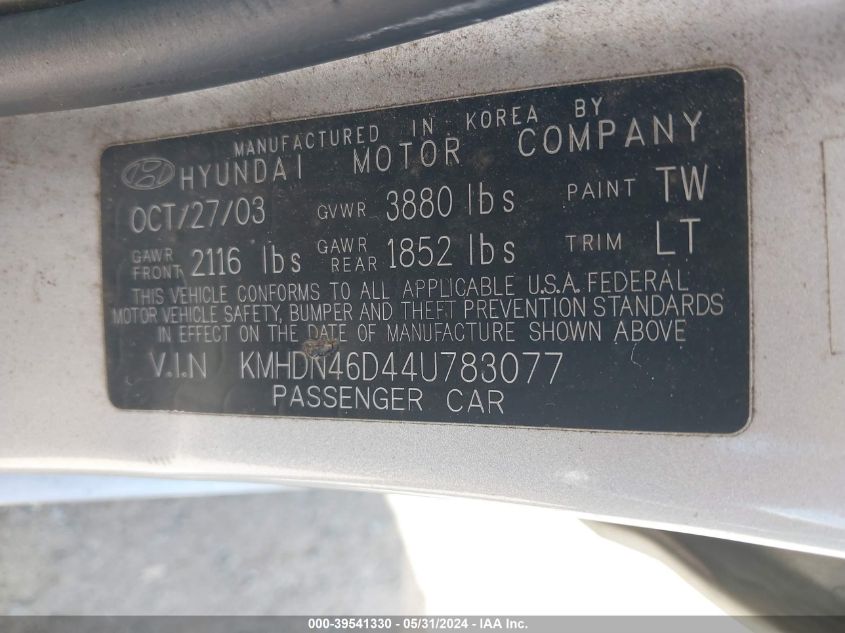 MANUFACTURED IN KOREA BY
HYUNDAI MOTOR COMPANY
OCT/27/03 GVWR 3880 lbs PAINT TW
GAWR FRONT 2116 lbs GAWR REAR 1852 lbs TRIM LT
THIS VEHICLE CONFORMS TO ALL APPLICABLE U.S.A. FEDERAL
MOTOR VEHICLE SAFETY, BUMPER AND THEFT PREVENTION STANDARDS
IN EFFECT ON THE DATE OF MANUFACTURE SHOWN ABOVE
V.I.N KMHDN46D44U783077
PASSENGER CAR
000-39541330 - 05/31/2024 - IAA Inc.